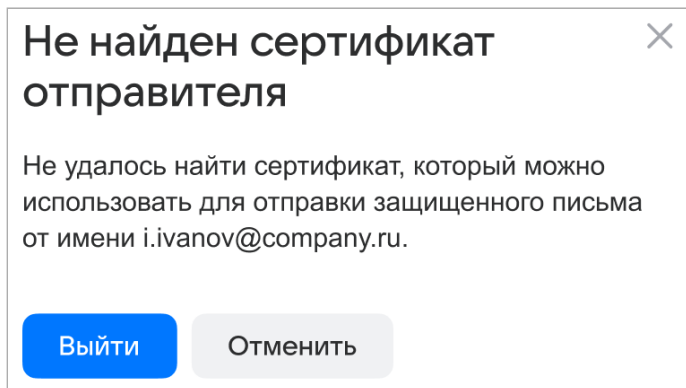 Не найден сертификат
отправителя
Не удалось найти сертификат, который можно
использовать для отправки защищенного письма
от имени i.ivanov@company.ru.
Выйти
Отменить